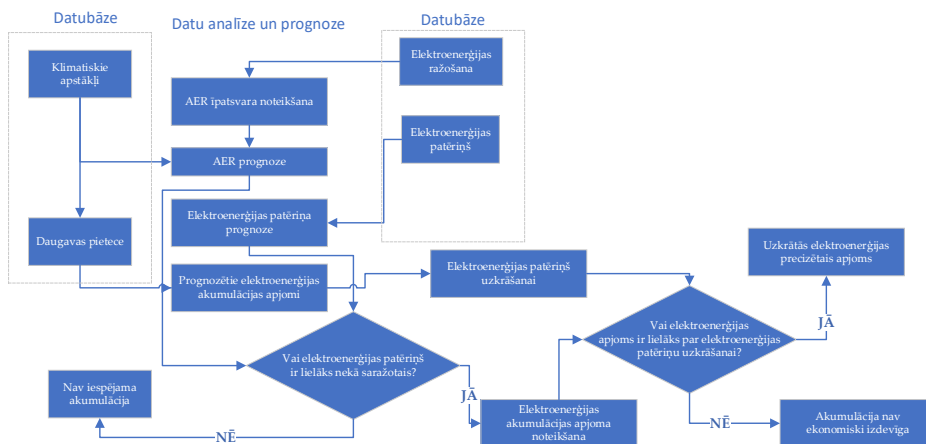 Datubāze
Datu analīze un prognoze
Datubāze
Klimatiskie
apstākļi
Elektroenerģijas
ražošana
AER īpatsvara noteikšana
Elektroenerģijas
patēriņš
AER prognoze
Elektroenerģijas patēriņa
prognoze
Daugavas pietece
Prognozētie elektroenerģijas
akumulācijas apjomi
Elektroenerģijas patēriņš
uzkrāšanai
Uzkrātās elektroenerģijas
precizētais apjoms
Vai elektroenerģijas
apjoms ir lielāks par elektroenerģijas
patēriņu uzkrāšanai?
JĀ
Vai elektroenerģijas patēriņš
ir lielāks nekā saražotais?
Nav iespējama
akumulācija
JĀ
NĒ
Elektroenerģijas
akumulācijas apjoma
noteikšana
NĒ
Akumulācija nav
ekonomiski izdevīga